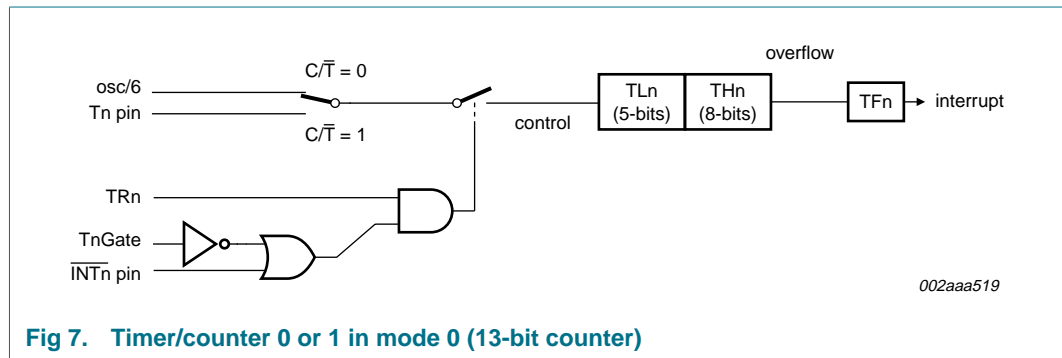 overflow
C/T̅ = 0
osc/6
Tn pin
C/T̅ = 1
control
TLn
(5-bits)
THn
(8-bits)
TFn
interrupt
TRn
TnGate
I̅N̅T̅n̅ pin
002aaa519
Fig 7. Timer/counter 0 or 1 in mode 0 (13-bit counter)